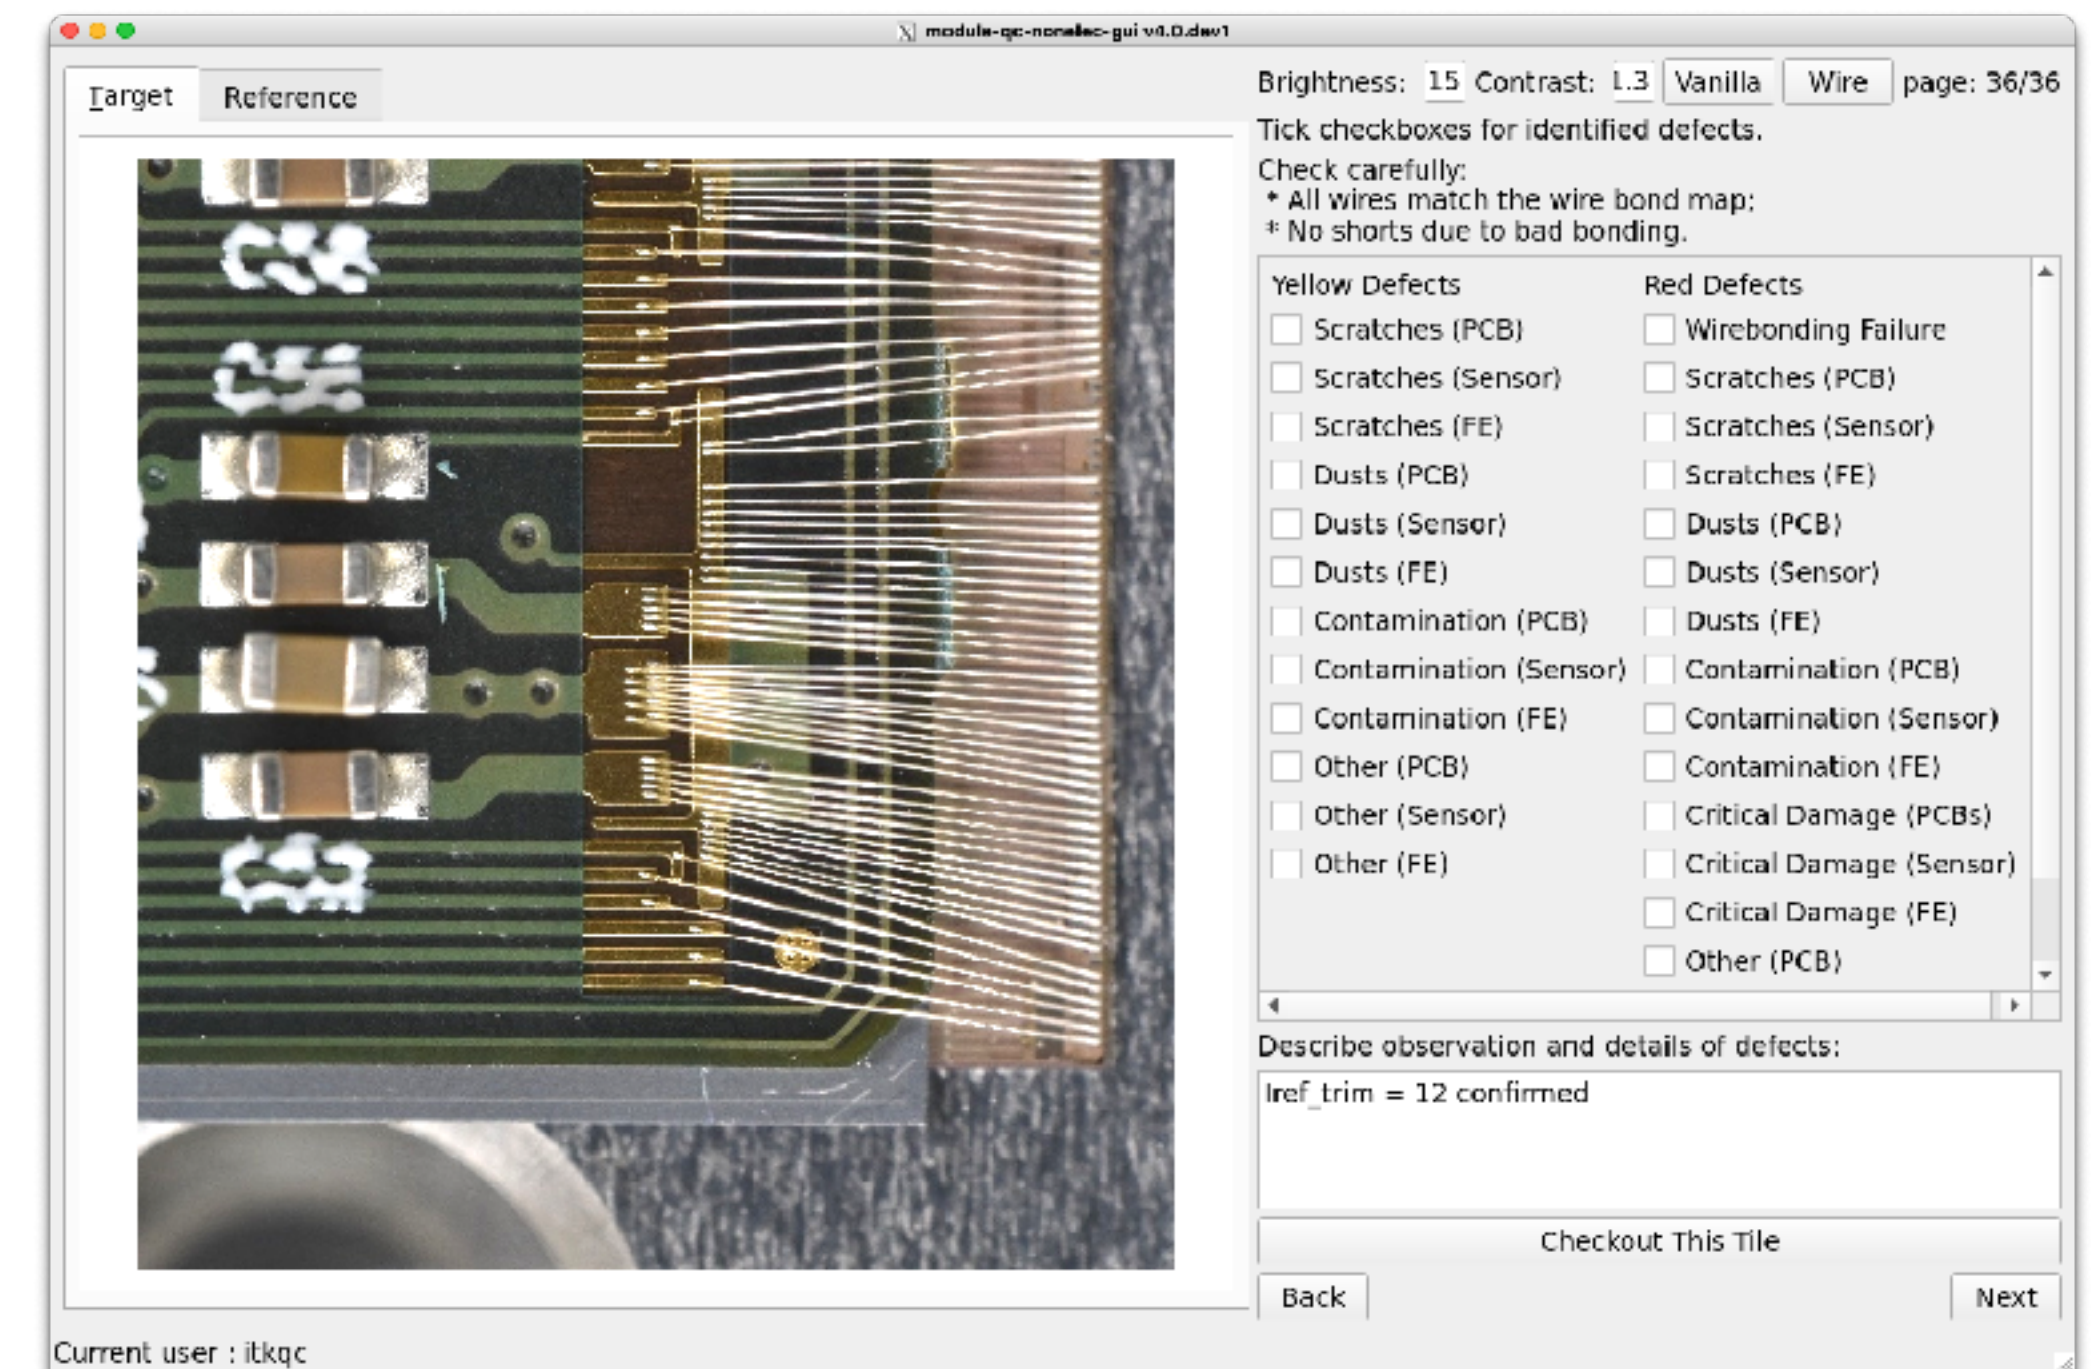 module-qc-nonelec-gui v4.0.dev1
Target
Reference
Brightness: 15 Contrast: 1.3 Vanilla Wire page: 36/36
Tick checkboxes for identified defects.
Check carefully:
* All wires match the wire bond map;
* No shorts due to bad bonding.
Yellow Defects
Scratches (PCB)
Scratches (Sensor)
Scratches (FE)
Dusts (PCB)
Dusts (Sensor)
Dusts (FE)
Contamination (PCB)
Contamination (Sensor)
Contamination (FE)
Other (PCB)
Other (Sensor)
Other (FE)
Red Defects
Wirebonding Failure
Scratches (PCB)
Scratches (Sensor)
Scratches (FE)
Dusts (PCB)
Dusts (Sensor)
Dusts (FE)
Contamination (PCB)
Contamination (Sensor)
Contamination (FE)
Critical Damage (PCBs)
Critical Damage (Sensor)
Critical Damage (FE)
Other (PCB)
Describe observation and details of defects:
Iref_trim = 12 confirmed
Checkout This Tile
Back
Next
Current user : itkqc